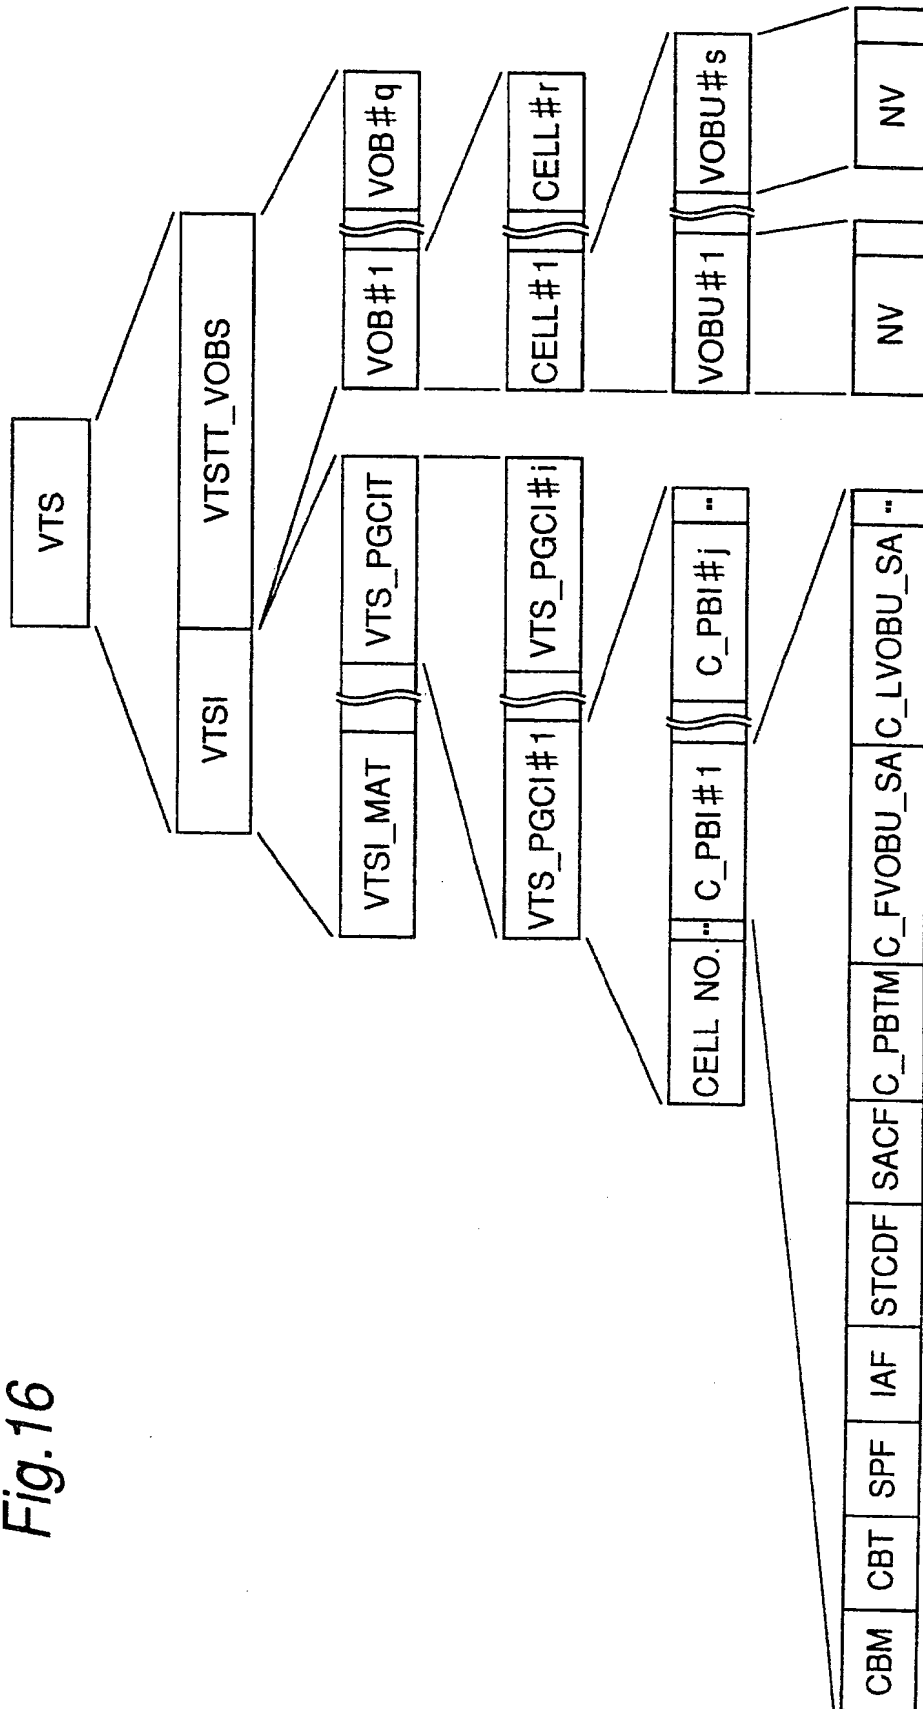 Fig.16
VTS
VTSI VTSTT_VOBS
VTSI_MAT VTS_PGCIT VOB#1 VOB#q
VTS_PGCI#1 VTS_PGCI#i CELL#1 CELL#r
CELL NO. .. C_PBI#1 C_PBI#j .. VOBU#1 VOBU#s
CBM CBT SPF IAF STCDF SACF C_PBTM C_FVOBU_SA C_LVOBU_SA .. NV NV